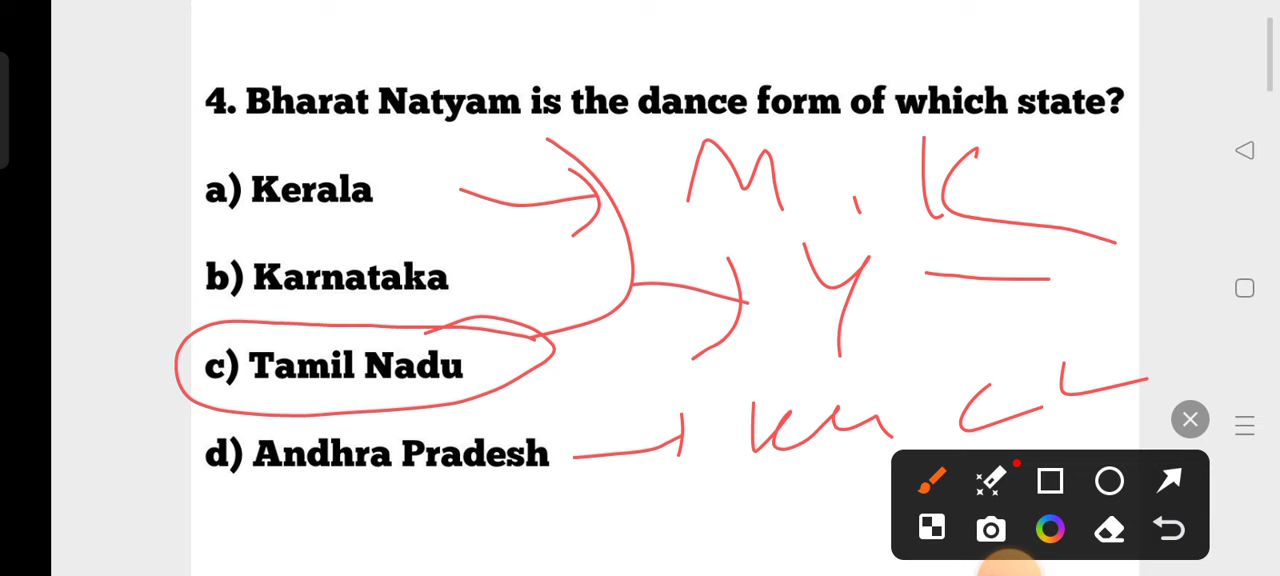 4. Bharat Natyam is the dance form of which state?
a) Kerala
M. K
b) Karnataka
Y
c) Tamil Nadu
d) Andhra Pradesh